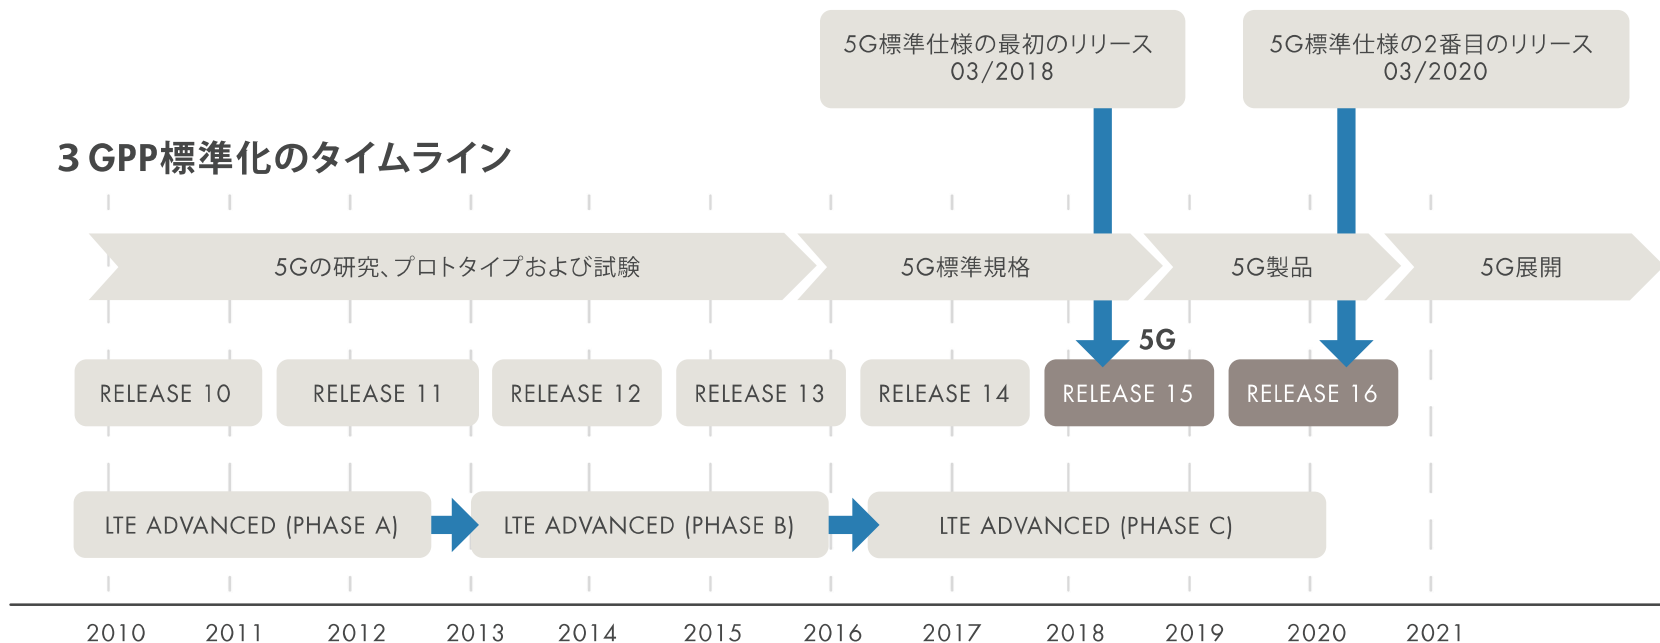 5G標準仕様の最初のリリース
03/2018
5G標準仕様の2番目のリリース
03/2020
3GPP標準化のタイムライン
5Gの研究、プロトタイプおよび試験
5G標準規格
5G製品
5G展開
5G
RELEASE 10
RELEASE 11
RELEASE 12
RELEASE 13
RELEASE 14
RELEASE 15
RELEASE 16
LTE ADVANCED (PHASE A)
LTE ADVANCED (PHASE B)
LTE ADVANCED (PHASE C)
2010
2011
2012
2013
2014
2015
2016
2017
2018
2019
2020
2021